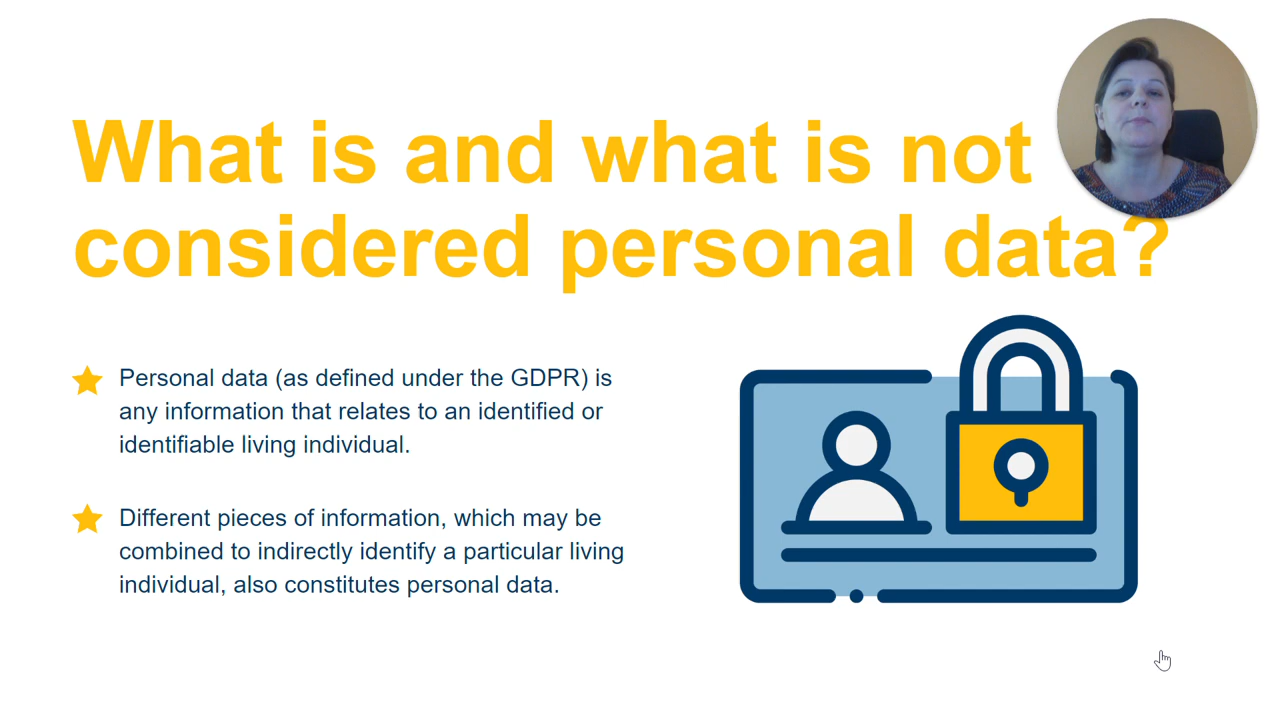 What is and what is not
considered personal data?
Personal data (as defined under the GDPR) is
any information that relates to an identified or
identifiable living individual.
Different pieces of information, which may be
combined to indirectly identify a particular living
individual, also constitutes personal data.